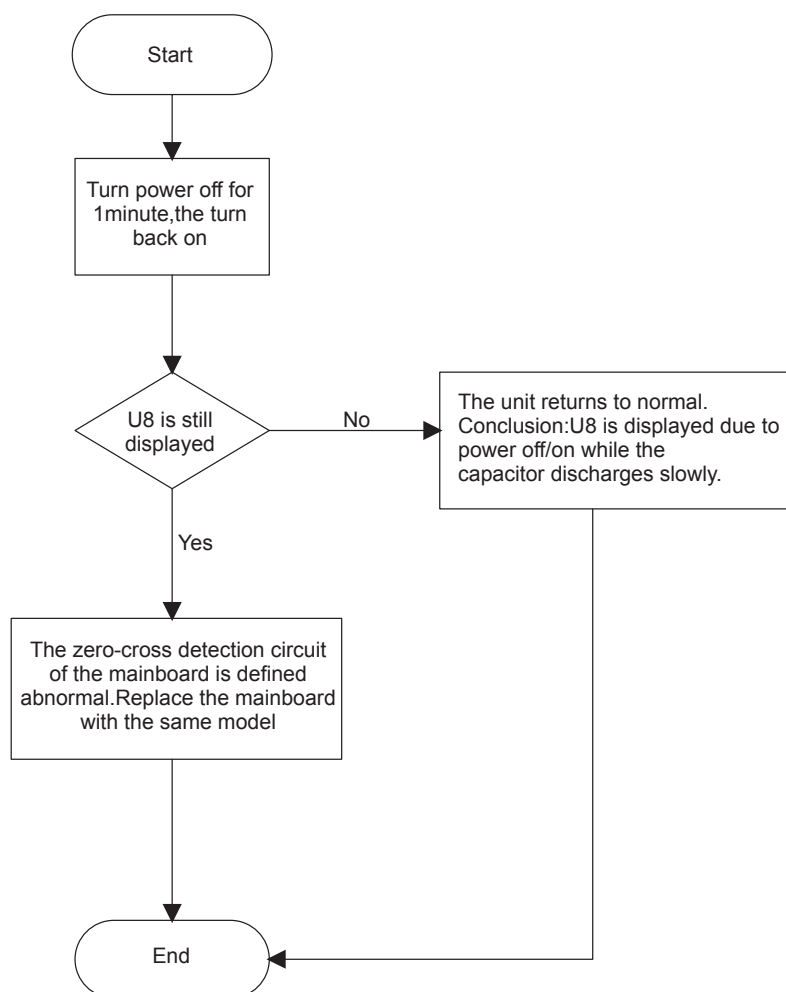 Start
Turn power off for
1minute,the turn
back on
U8 is still
displayed
No
The unit returns to normal.
Conclusion:U8 is displayed due to
power off/on while the
capacitor discharges slowly.
Yes
The zero-cross detection circuit
of the mainboard is defined
abnormal.Replace the mainboard
with the same model
End